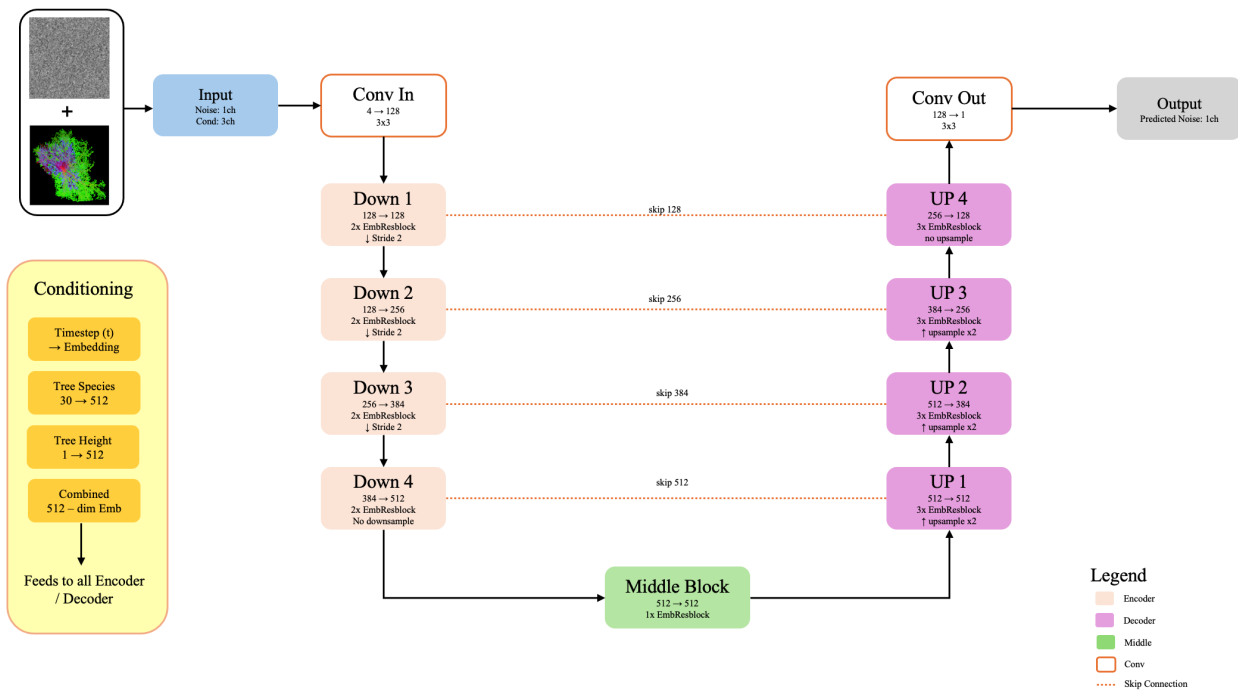 +
Input
Noise: 1ch
Cond: 3ch
Conv In
4 → 128
3x3
Conv Out
128 → 1
3x3
Output
Predicted Noise: 1ch
Down 1
128 → 128
2x EmbResblock
↓ Stride 2
skip 128
UP 4
256 → 128
3x EmbResblock
no upsample
Down 2
128 → 256
2x EmbResblock
↓ Stride 2
skip 256
UP 3
384 → 256
3x EmbResblock
↑ upsample x2
Down 3
256 → 384
2x EmbResblock
↓ Stride 2
skip 384
UP 2
512 → 384
3x EmbResblock
↑ upsample x2
Down 4
384 → 512
2x EmbResblock
No downsample
skip 512
UP 1
512 → 512
3x EmbResblock
↑ upsample x2
Middle Block
512 → 512
1x EmbResblock
Conditioning
Timestep (t)
→ Embedding
Tree Species
30 → 512
Tree Height
1 → 512
Combined
512 – dim Emb
Feeds to all Encoder
/ Decoder
Legend
Encoder
Decoder
Middle
Conv
Skip Connection